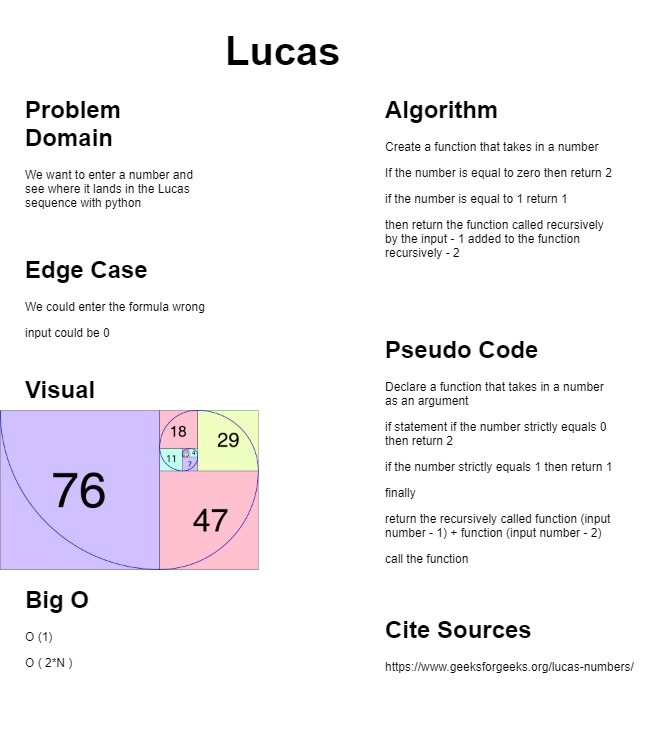 Lucas
Problem
Domain
We want to enter a number and
see where it lands in the Lucas
sequence with python
Edge Case
We could enter the formula wrong
input could be 0
Visual
18
29
11
4
7
76
47
Big O
O (1)
O ( 2*N )
Algorithm
Create a function that takes in a number
If the number is equal to zero then return 2
if the number is equal to 1 return 1
then return the function called recursively
by the input - 1 added to the function
recursively - 2
Pseudo Code
Declare a function that takes in a number
as an argument
if statement if the number strictly equals 0
then return 2
if the number strictly equals 1 then return 1
finally
return the recursively called function (input
number - 1) + function (input number - 2)
call the function
Cite Sources
https://www.geeksforgeeks.org/lucas-numbers/